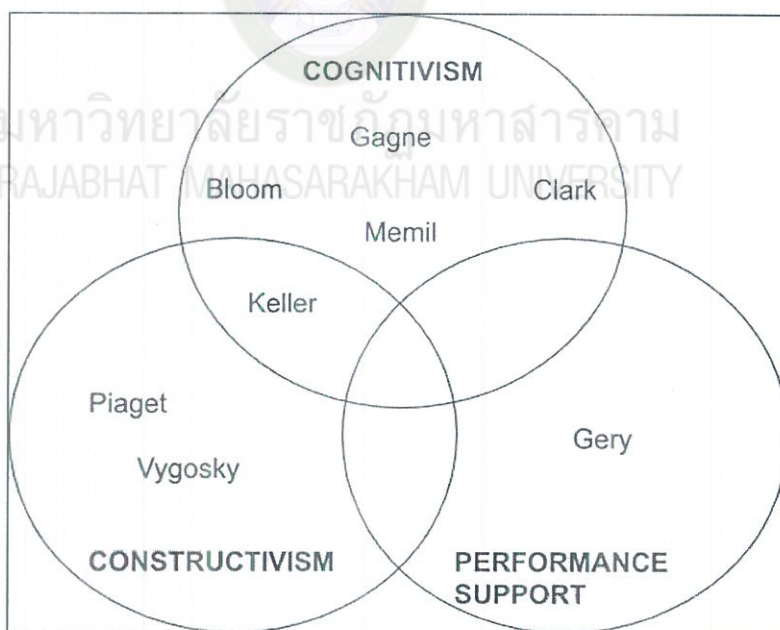 COGNITIVISM
มหาวิทยาลัยราชภัฏมหาสารคาม
Gagne
RAJABHAT MAHASARAKHAM UNIVERSITY
Bloom
Clark
Memil
Keller
Piaget
Vygosky
Gery
CONSTRUCTIVISM
PERFORMANCE
SUPPORT